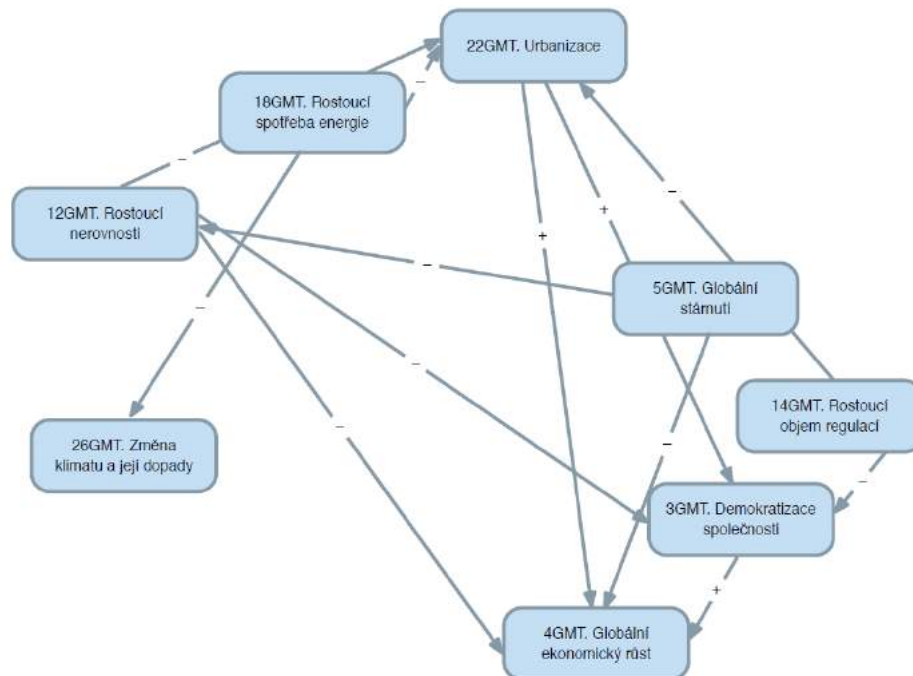 22GMT. Urbanizace
–
18GMT. Rostoucí
spotřeba energie
–
–
12GMT. Rostoucí
nerovnosti
+
+
–
5GMT. Globální
stárnutí
–
–
14GMT. Rostoucí
objem regulací
–
26GMT. Změna
klimatu a její dopady
–
–
–
3GMT. Demokratizace
společnosti
+
4GMT. Globální
ekonomický růst